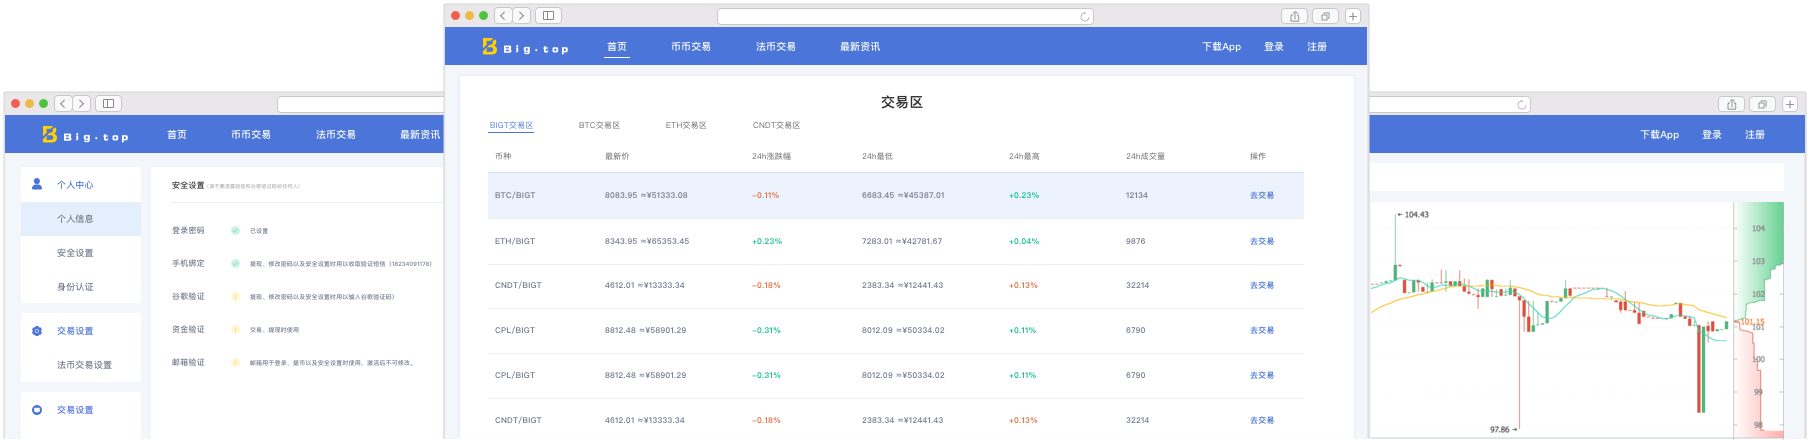 Big.top 首页 币币交易 法币交易 最新资讯 下载App 登录 注册
交易区
BIGT交易区 BTC交易区 ETH交易区 CNDT交易区
币种 最新价 24h涨跌幅 24h最低 24h最高 24h成交量 操作
BTC/BIGT 8083.95 ≈¥51333.08 -0.11% 6683.45 ≈¥45387.01 +0.23% 12134 去交易
ETH/BIGT 8343.95 ≈¥65353.45 +0.23% 7283.01 ≈¥42781.67 +0.04% 9876 去交易
CNDT/BIGT 4612.01 ≈¥13333.34 -0.18% 2383.34 ≈¥12441.43 +0.13% 32214 去交易
CPL/BIGT 8812.48 ≈¥58901.29 -0.31% 8012.09 ≈¥50334.02 +0.11% 6790 去交易
CPL/BIGT 8812.48 ≈¥58901.29 -0.31% 8012.09 ≈¥50334.02 +0.11% 6790 去交易
CNDT/BIGT 4612.01 ≈¥13333.34 -0.18% 2383.34 ≈¥12441.43 +0.13% 32214 去交易
Big.top 首页 币币交易 法币交易 最新资讯
个人中心
个人信息
安全设置
身份认证
交易设置
法币交易设置
交易设置
安全设置
登录密码 已设置
手机绑定 提现、修改密码以及安全设置时用以收取验证短信（18234091178）
谷歌验证 提现、修改密码以及安全设置时用以输入谷歌验证码）
资金验证 交易、提现时使用
邮箱验证 邮箱用于登录、提币以及安全设置时使用，激活后不可修改。
下载App 登录 注册
104.43
97.86
104
103
102
101.15
101
100
99
98